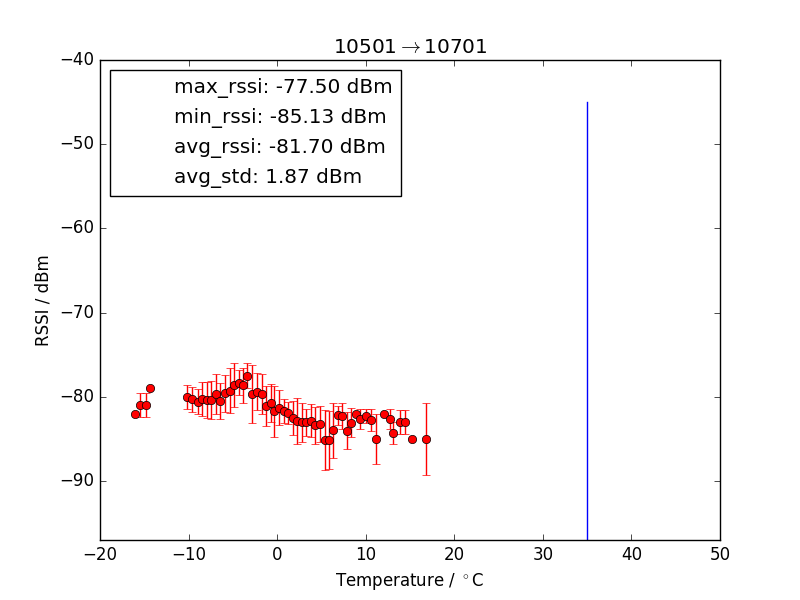 10501→10701
max_rssi: -77.50 dBm
min_rssi: -85.13 dBm
avg_rssi: -81.70 dBm
avg_std: 1.87 dBm
−40
−50
−60
−70
−80
−90
RSSI / dBm
−20 −10 0 10 20 30 40 50
Temperature / °C